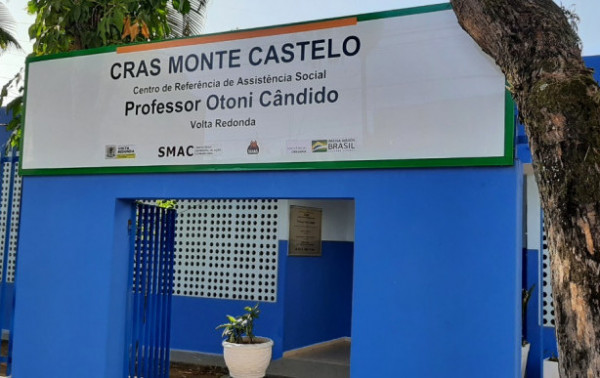 CRAS MONTE CASTELO
Centro de Referência de Assistência Social
Professor Otoni Cândido
Volta Redonda
SMAC
BRASIL